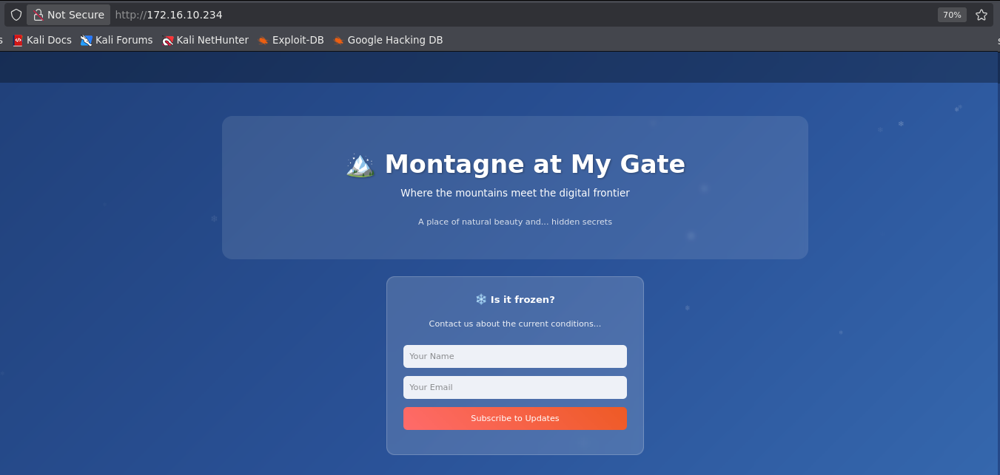 Not Secure http://172.16.10.234 70%
s Kali Docs Kali Forums Kali NetHunter Exploit-DB Google Hacking DB s
Montagne at My Gate
Where the mountains meet the digital frontier
A place of natural beauty and... hidden secrets
Is it frozen?
Contact us about the current conditions...
Your Name
Your Email
Subscribe to Updates